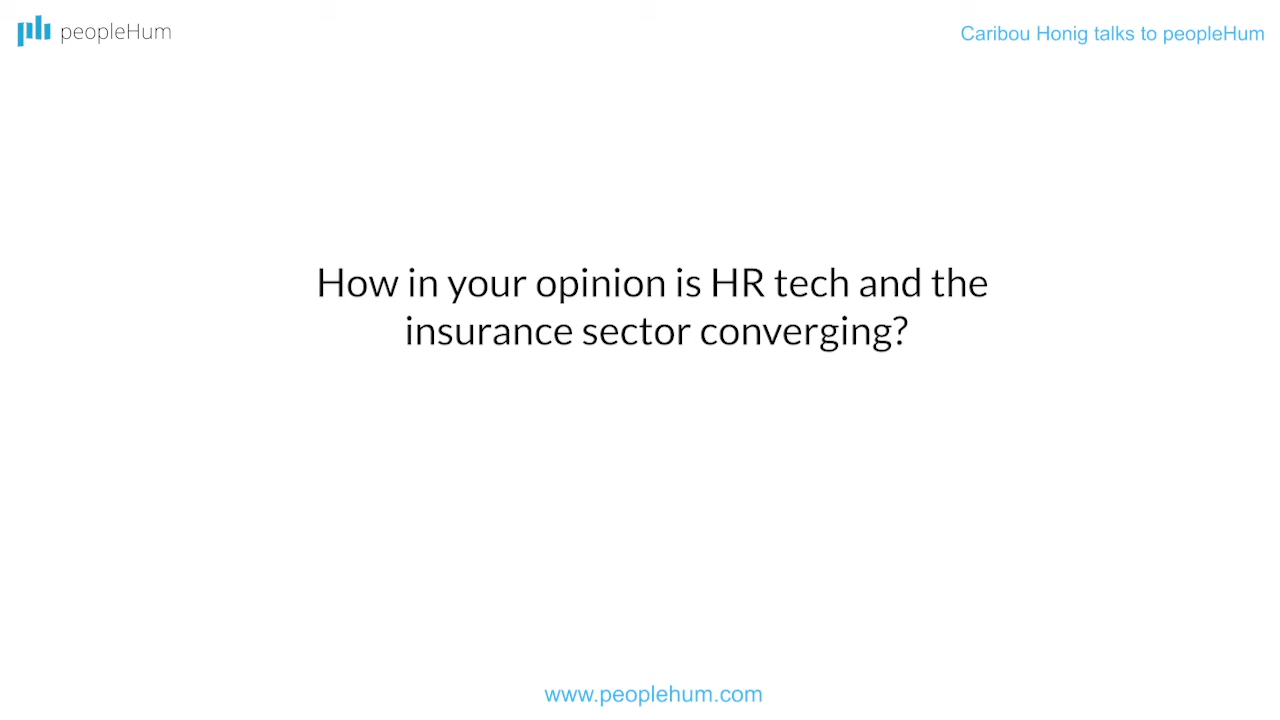 peopleHum
Caribou Honig talks to peopleHum
How in your opinion is HR tech and the
insurance sector converging?
www.peoplehum.com